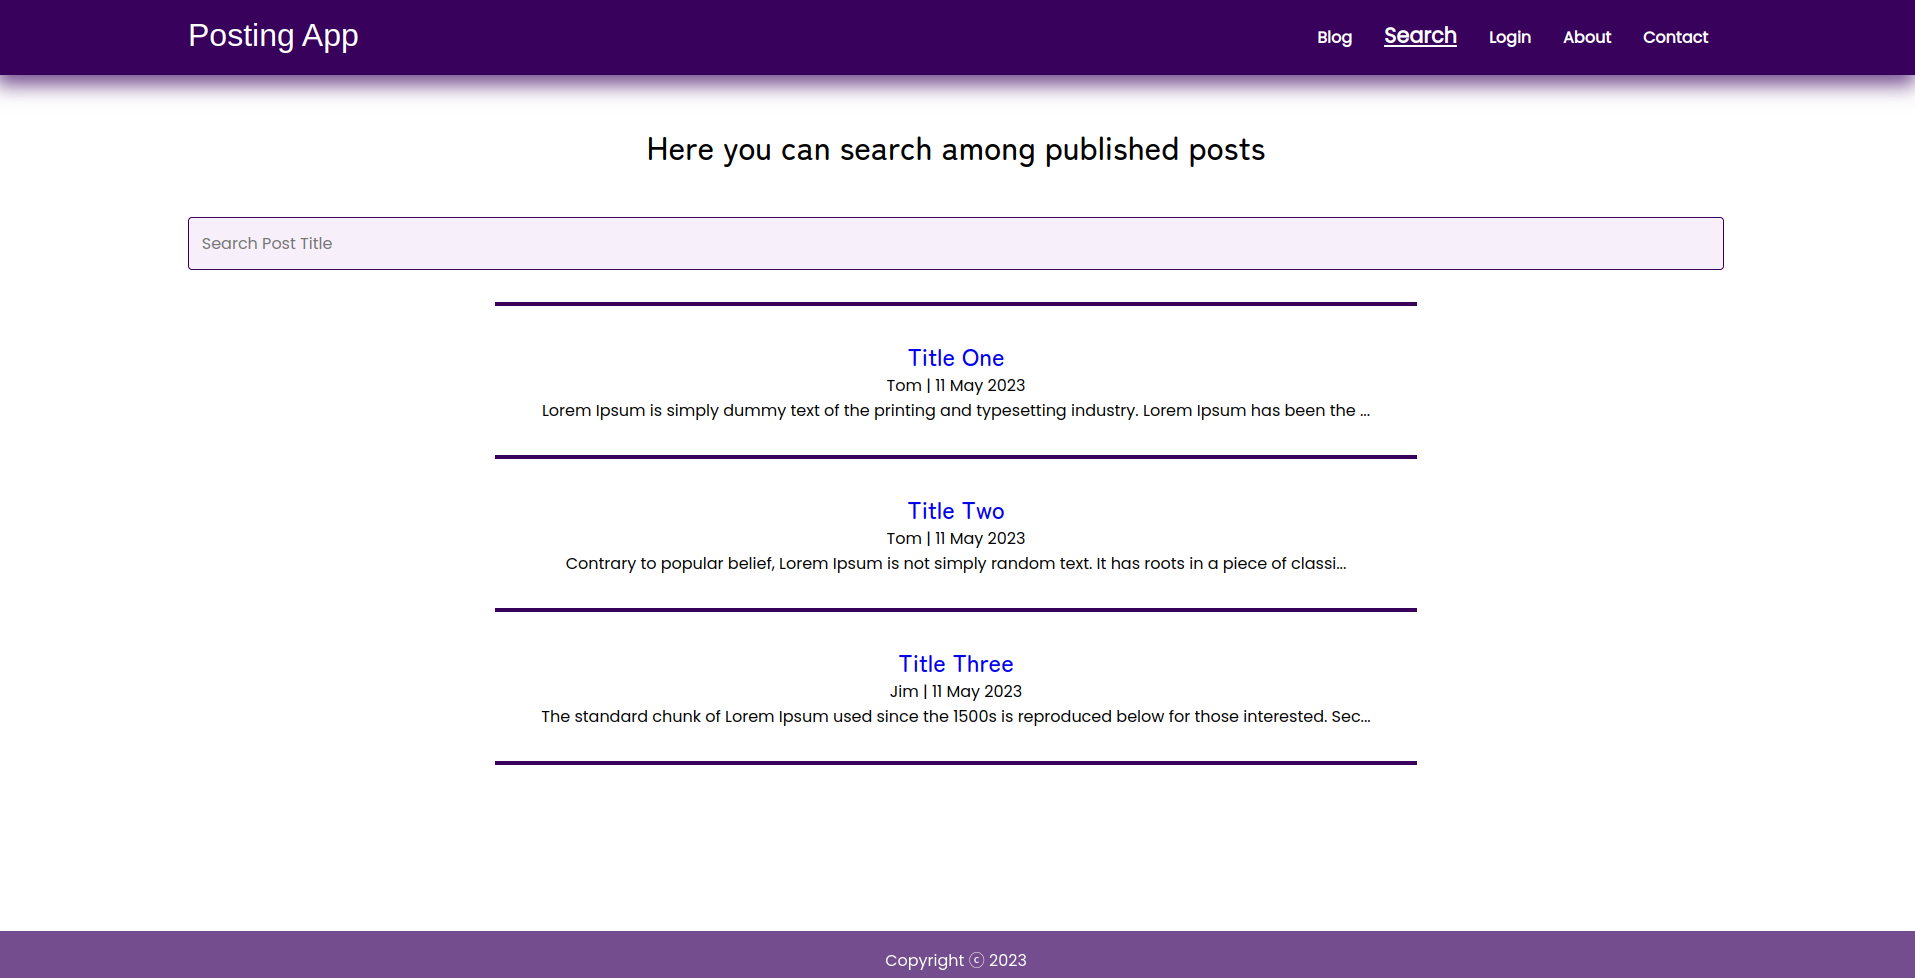 Posting App
Blog Search Login About Contact
Here you can search among published posts
Search Post Title
Title One
Tom | 11 May 2023
Lorem Ipsum is simply dummy text of the printing and typesetting industry. Lorem Ipsum has been the ...
Title Two
Tom | 11 May 2023
Contrary to popular belief, Lorem Ipsum is not simply random text. It has roots in a piece of classi...
Title Three
Jim | 11 May 2023
The standard chunk of Lorem Ipsum used since the 1500s is reproduced below for those interested. Sec...
Copyright ⓒ 2023